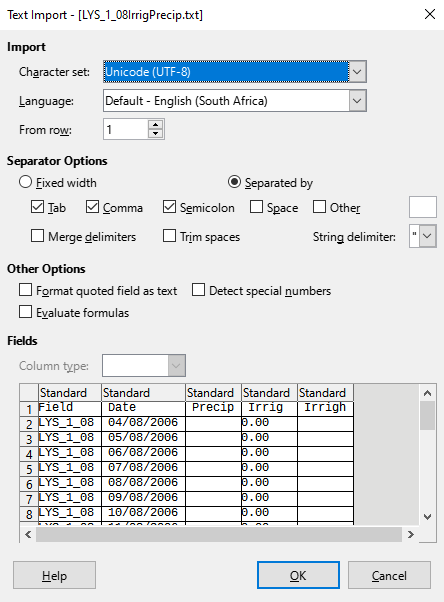 Text Import - [LYS_1_08IrrigPrecip.txt]
Import
Character set: Unicode (UTF-8)
Language: Default - English (South Africa)
From row: 1
Separator Options
Fixed width Separated by
Tab Comma Semicolon Space Other
Merge delimiters Trim spaces String delimiter: "
Other Options
Format quoted field as text Detect special numbers
Evaluate formulas
Fields
Column type:
Standard Standard Standard Standard Standard
1 Field Date Precip Irrig Irrigh
2 LYS_1_08 04/08/2006 0.00
3 LYS_1_08 05/08/2006 0.00
4 LYS_1_08 06/08/2006 0.00
5 LYS_1_08 07/08/2006 0.00
6 LYS_1_08 08/08/2006 0.00
7 LYS_1_08 09/08/2006 0.00
8 LYS_1_08 10/08/2006 0.00
Help OK Cancel